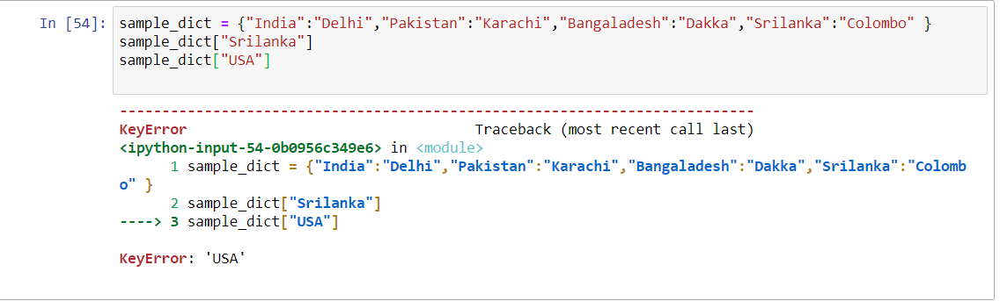 In [54]: sample_dict = {"India":"Delhi","Pakistan":"Karachi","Bangaladesh":"Dakka","Srilanka":"Colombo" }
sample_dict["Srilanka"]
sample_dict["USA"]
---------------------------------------------------------------------------
KeyError                                  Traceback (most recent call last)
<ipython-input-54-0b0956c349e6> in <module>
      1 sample_dict = {"India":"Delhi","Pakistan":"Karachi","Bangaladesh":"Dakka","Srilanka":"Colomb
o" }
      2 sample_dict["Srilanka"]
----> 3 sample_dict["USA"]
KeyError: 'USA'